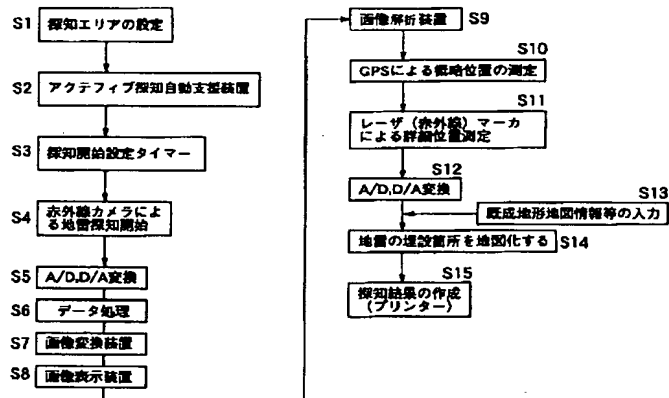 S1 探知エリアの設定
S2 アクテフィブ探知自動支援装置
S3 探知開始設定タイマー
S4 赤外線カメラによ
る地雷探知開始
S5 A/D,D/A変換
S6 データ処理
S7 画像変換装置
S8 画像表示装置
画像解析装置 S9
S10
GPSによる概略位置の測定
S11
レーザ（赤外線）マーカ
による詳細位置測定
S12
A/D,D/A変換
S13
既成地形地図情報等の入力
地雷の埋設箇所を地図化する S14
S15
探知結果の作成
（プリンター）